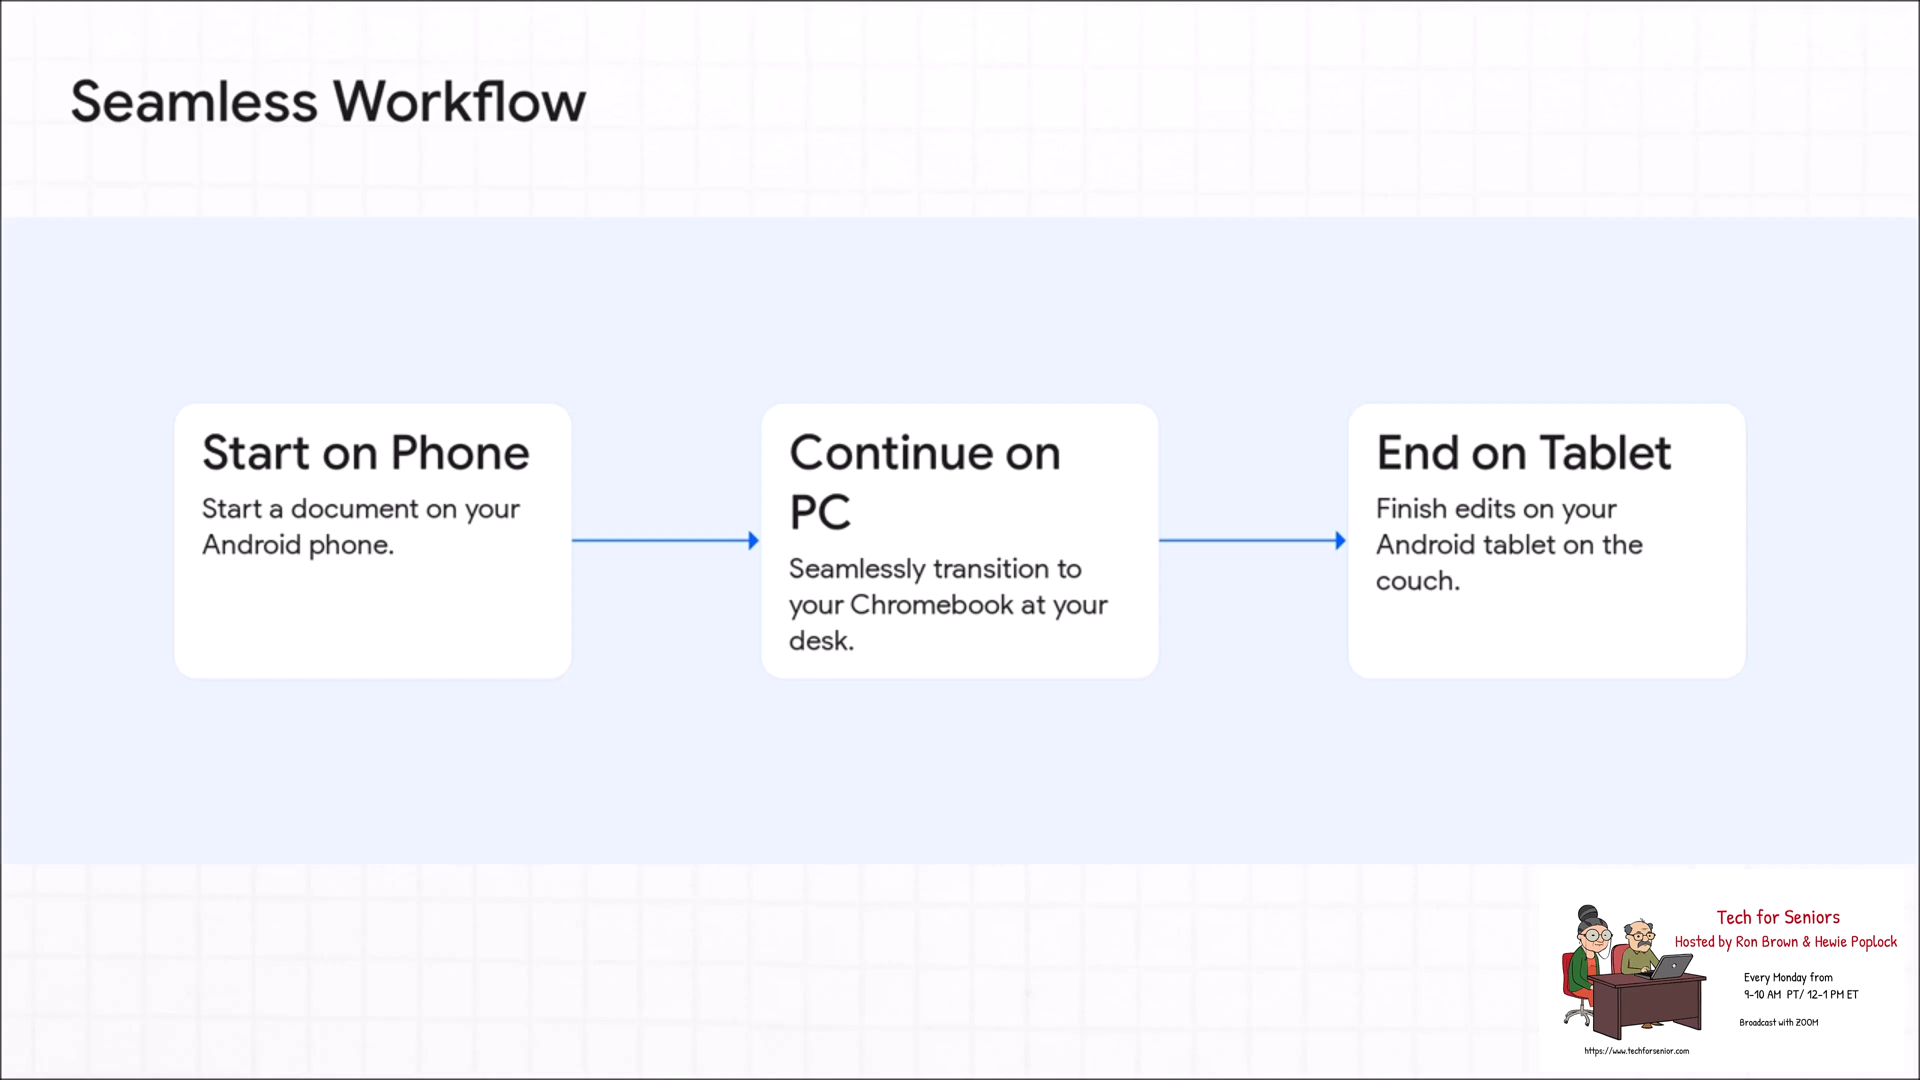 Seamless Workflow
Start on Phone
Start a document on your
Android phone.
Continue on
PC
Seamlessly transition to
your Chromebook at your
desk.
End on Tablet
Finish edits on your
Android tablet on the
couch.
Tech for Seniors
Hosted by Ron Brown & Hewie Poplock
Every Monday from
9-10 AM PT/ 12-1 PM ET
Broadcast with ZOOM
https://www.techforsenior.com